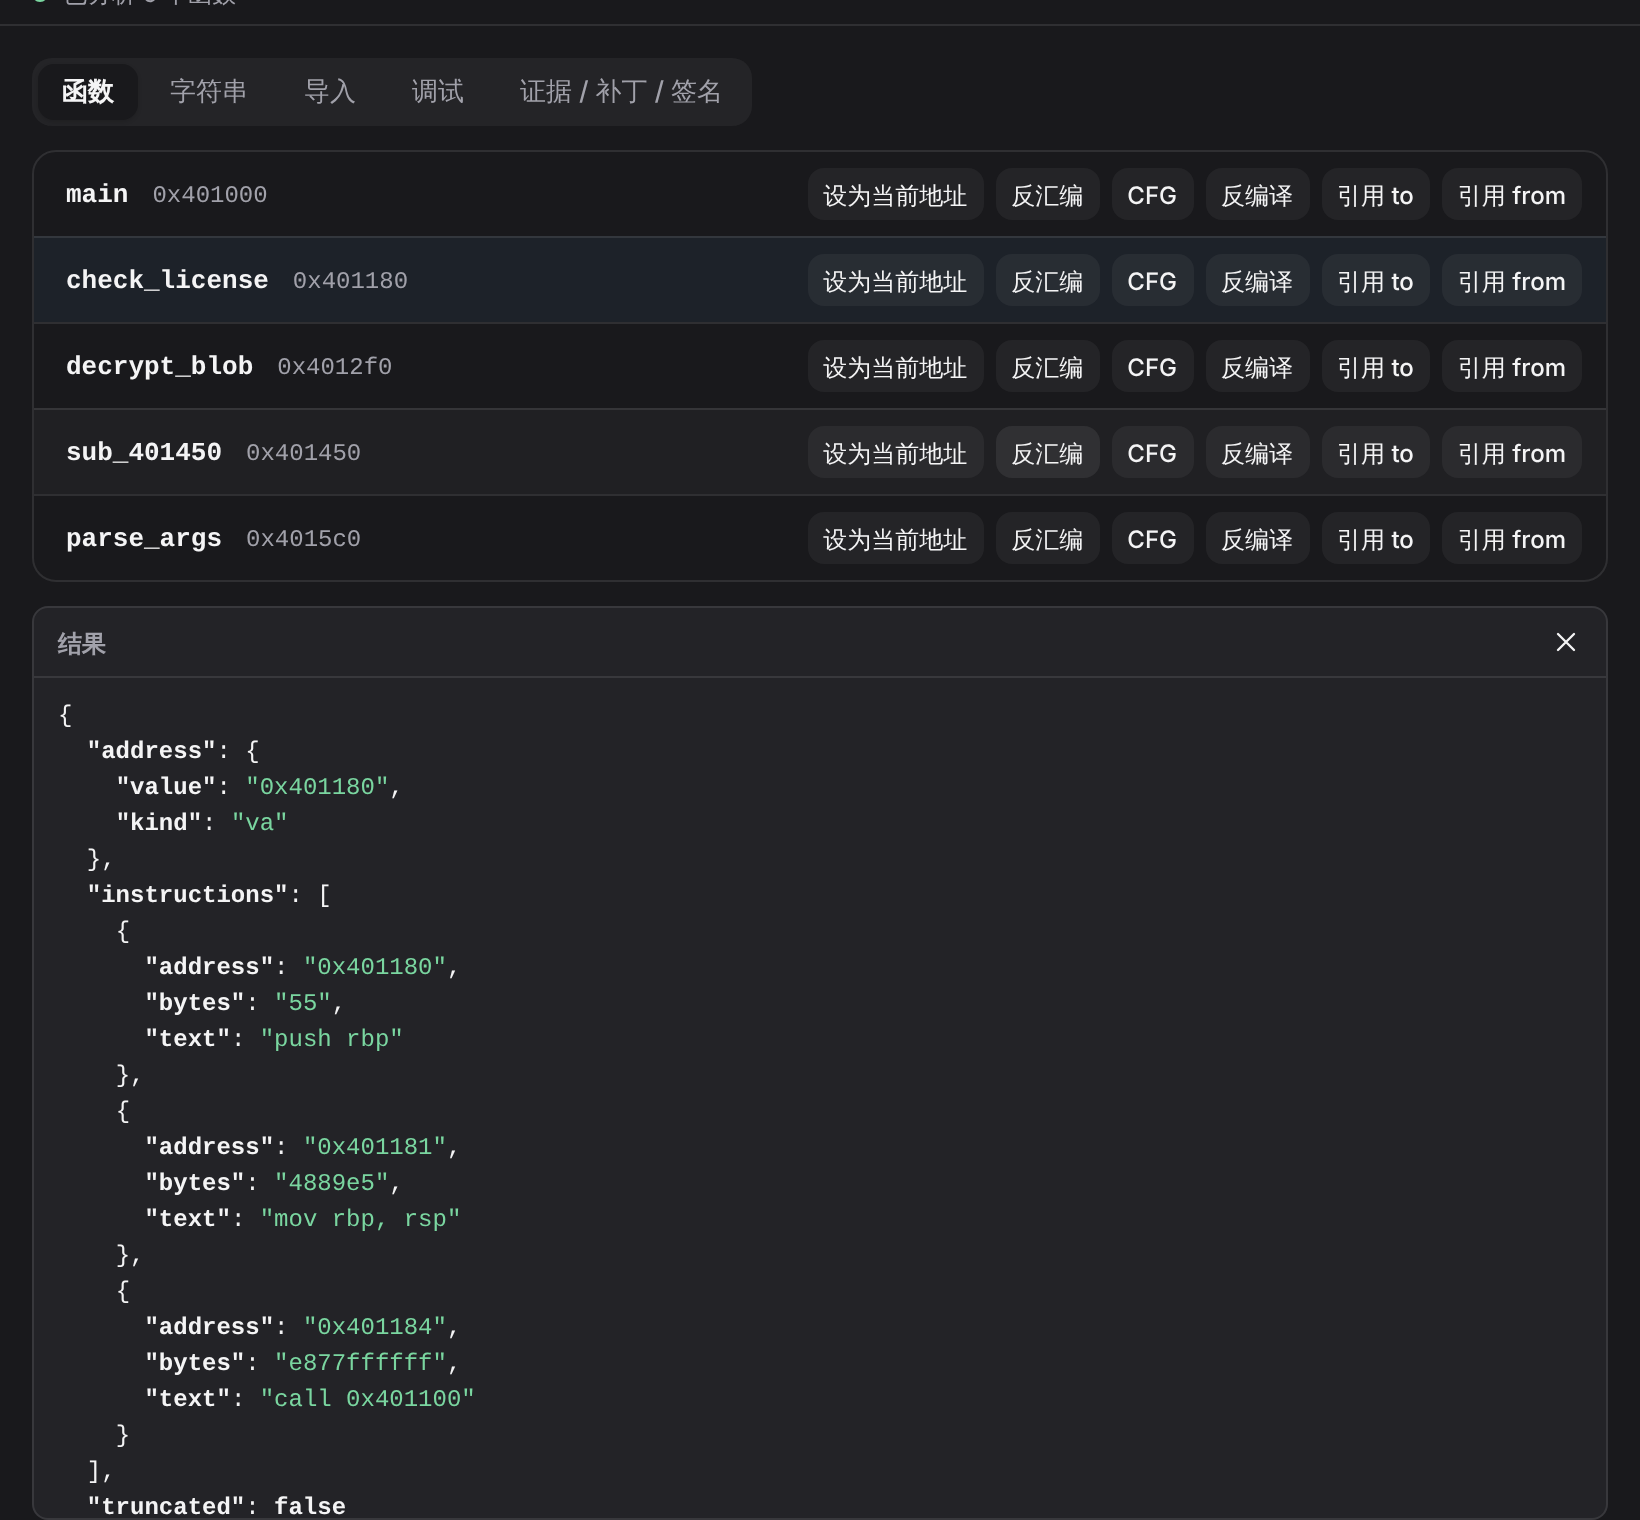 函数 字符串 导入 调试 证据 / 补丁 / 签名
main 0x401000 设为当前地址 反汇编 CFG 反编译 引用 to 引用 from
check_license 0x401180 设为当前地址 反汇编 CFG 反编译 引用 to 引用 from
decrypt_blob 0x4012f0 设为当前地址 反汇编 CFG 反编译 引用 to 引用 from
sub_401450 0x401450 设为当前地址 反汇编 CFG 反编译 引用 to 引用 from
parse_args 0x4015c0 设为当前地址 反汇编 CFG 反编译 引用 to 引用 from
结果
{
  "address": {
    "value": "0x401180",
    "kind": "va"
  },
  "instructions": [
    {
      "address": "0x401180",
      "bytes": "55",
      "text": "push rbp"
    },
    {
      "address": "0x401181",
      "bytes": "4889e5",
      "text": "mov rbp, rsp"
    },
    {
      "address": "0x401184",
      "bytes": "e877ffffff",
      "text": "call 0x401100"
    }
  ],
  "truncated": false